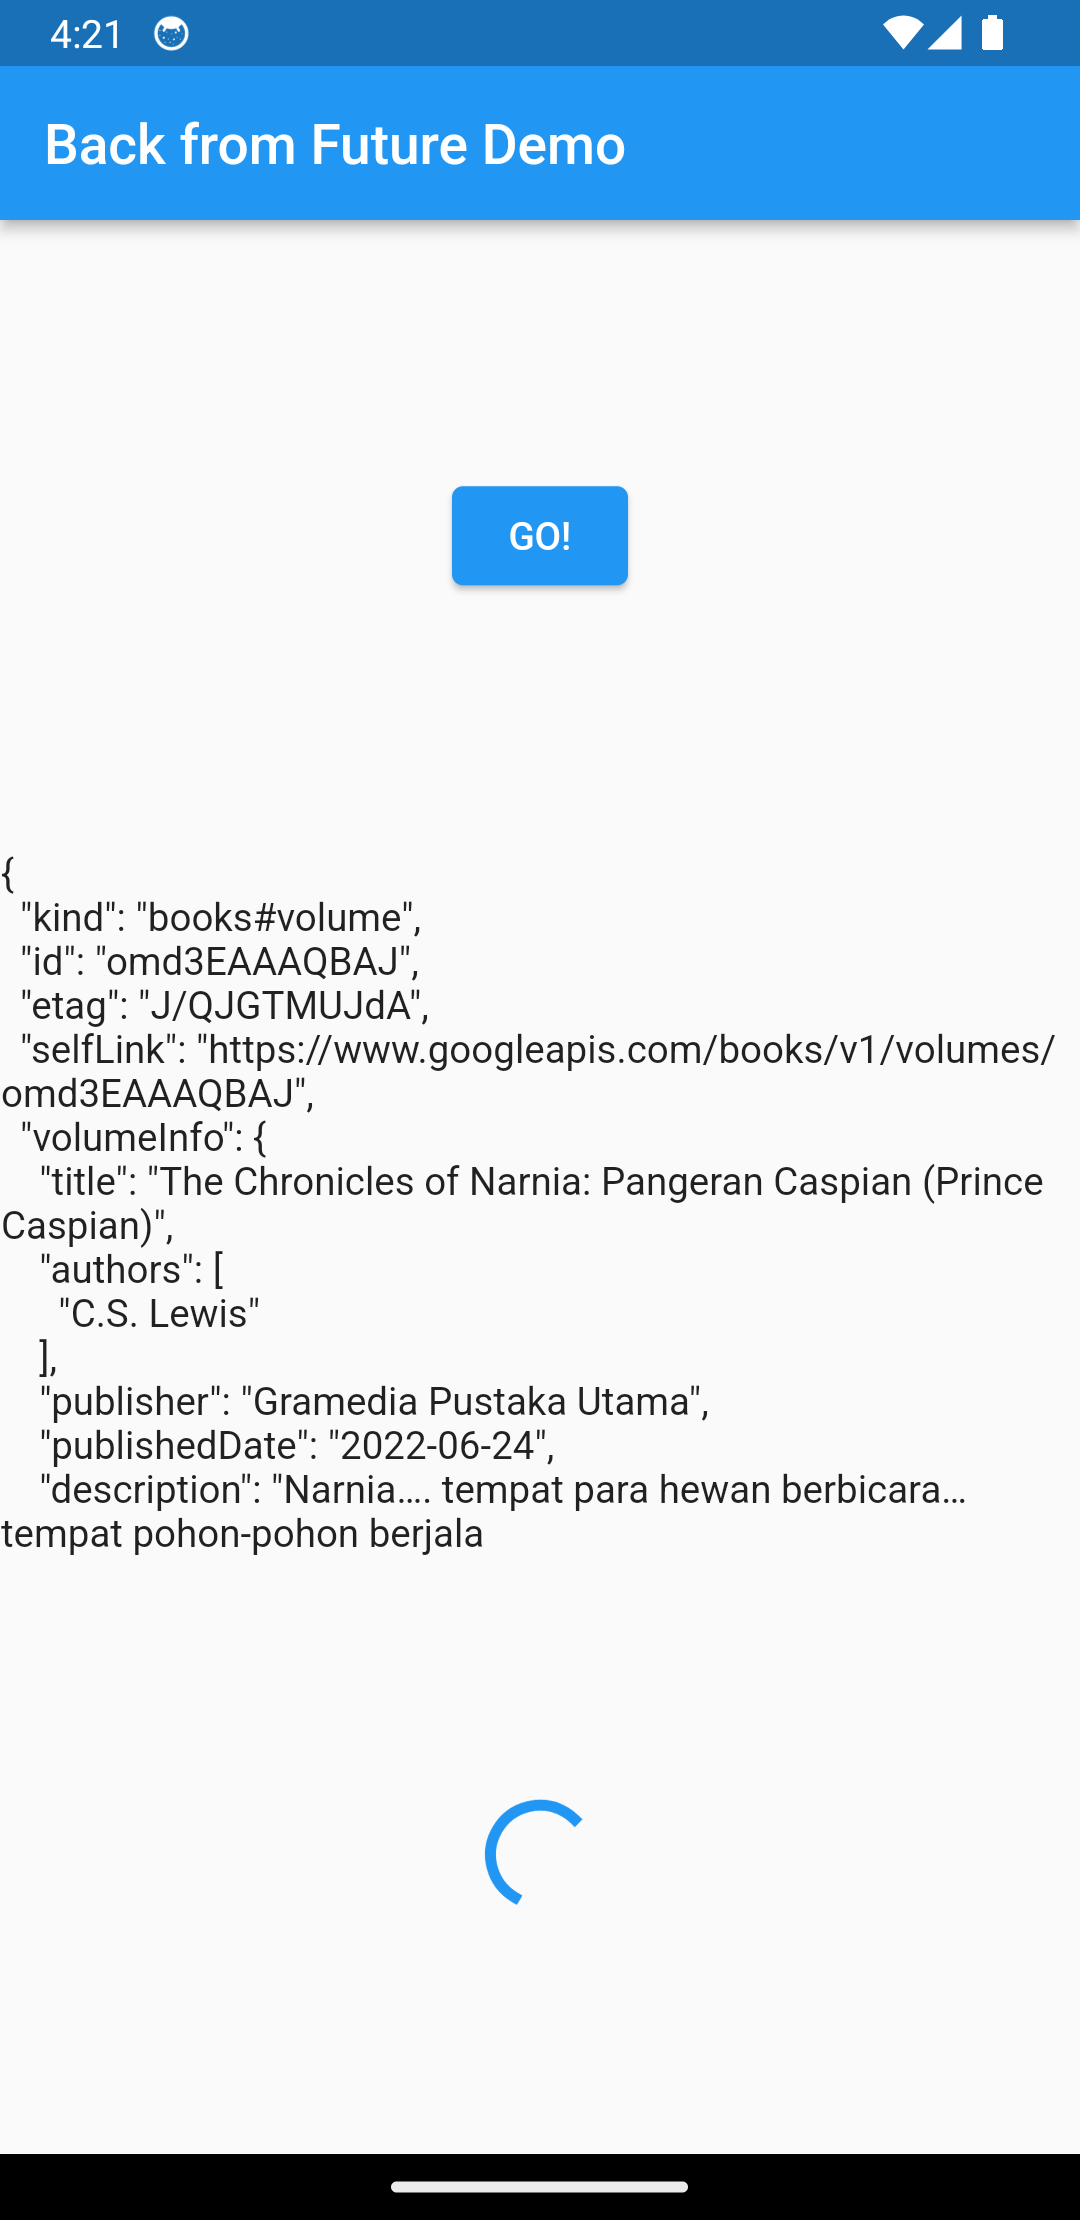 4:21
Back from Future Demo
GO!
{
"kind": "books#volume",
"id": "omd3EAAAQBAJ",
"etag": "J/QJGTMUJdA",
"selfLink": "https://www.googleapis.com/books/v1/volumes/
omd3EAAAQBAJ",
"volumeInfo": {
"title": "The Chronicles of Narnia: Pangeran Caspian (Prince
Caspian)",
"authors": [
"C.S. Lewis"
],
"publisher": "Gramedia Pustaka Utama",
"publishedDate": "2022-06-24",
"description": "Narnia.... tempat para hewan berbicara...
tempat pohon-pohon berjala